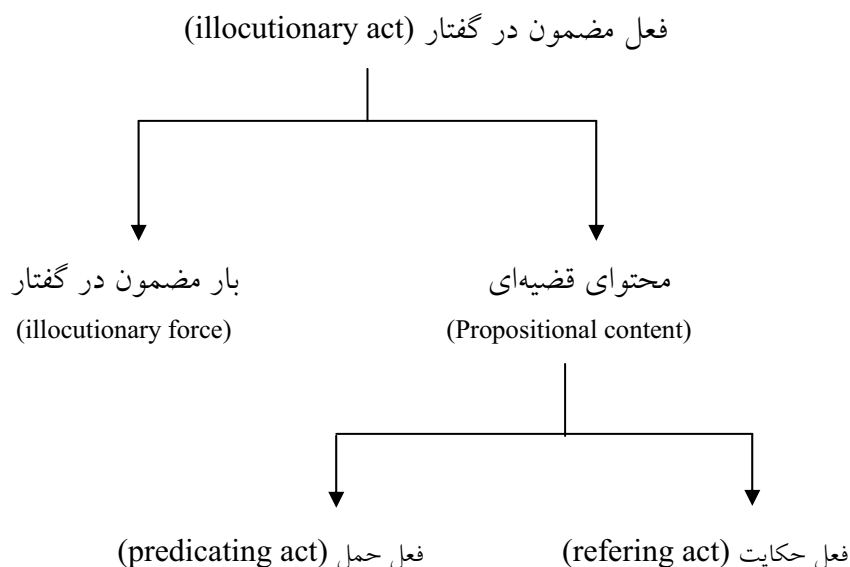 فعل مضمون در گفتار (illocutionary act)
محتوای قضیه‌ای
(Propositional content)
بار مضمون در گفتار
(illocutionary force)
فعل حکایت (refering act)
فعل حمل (predicating act)